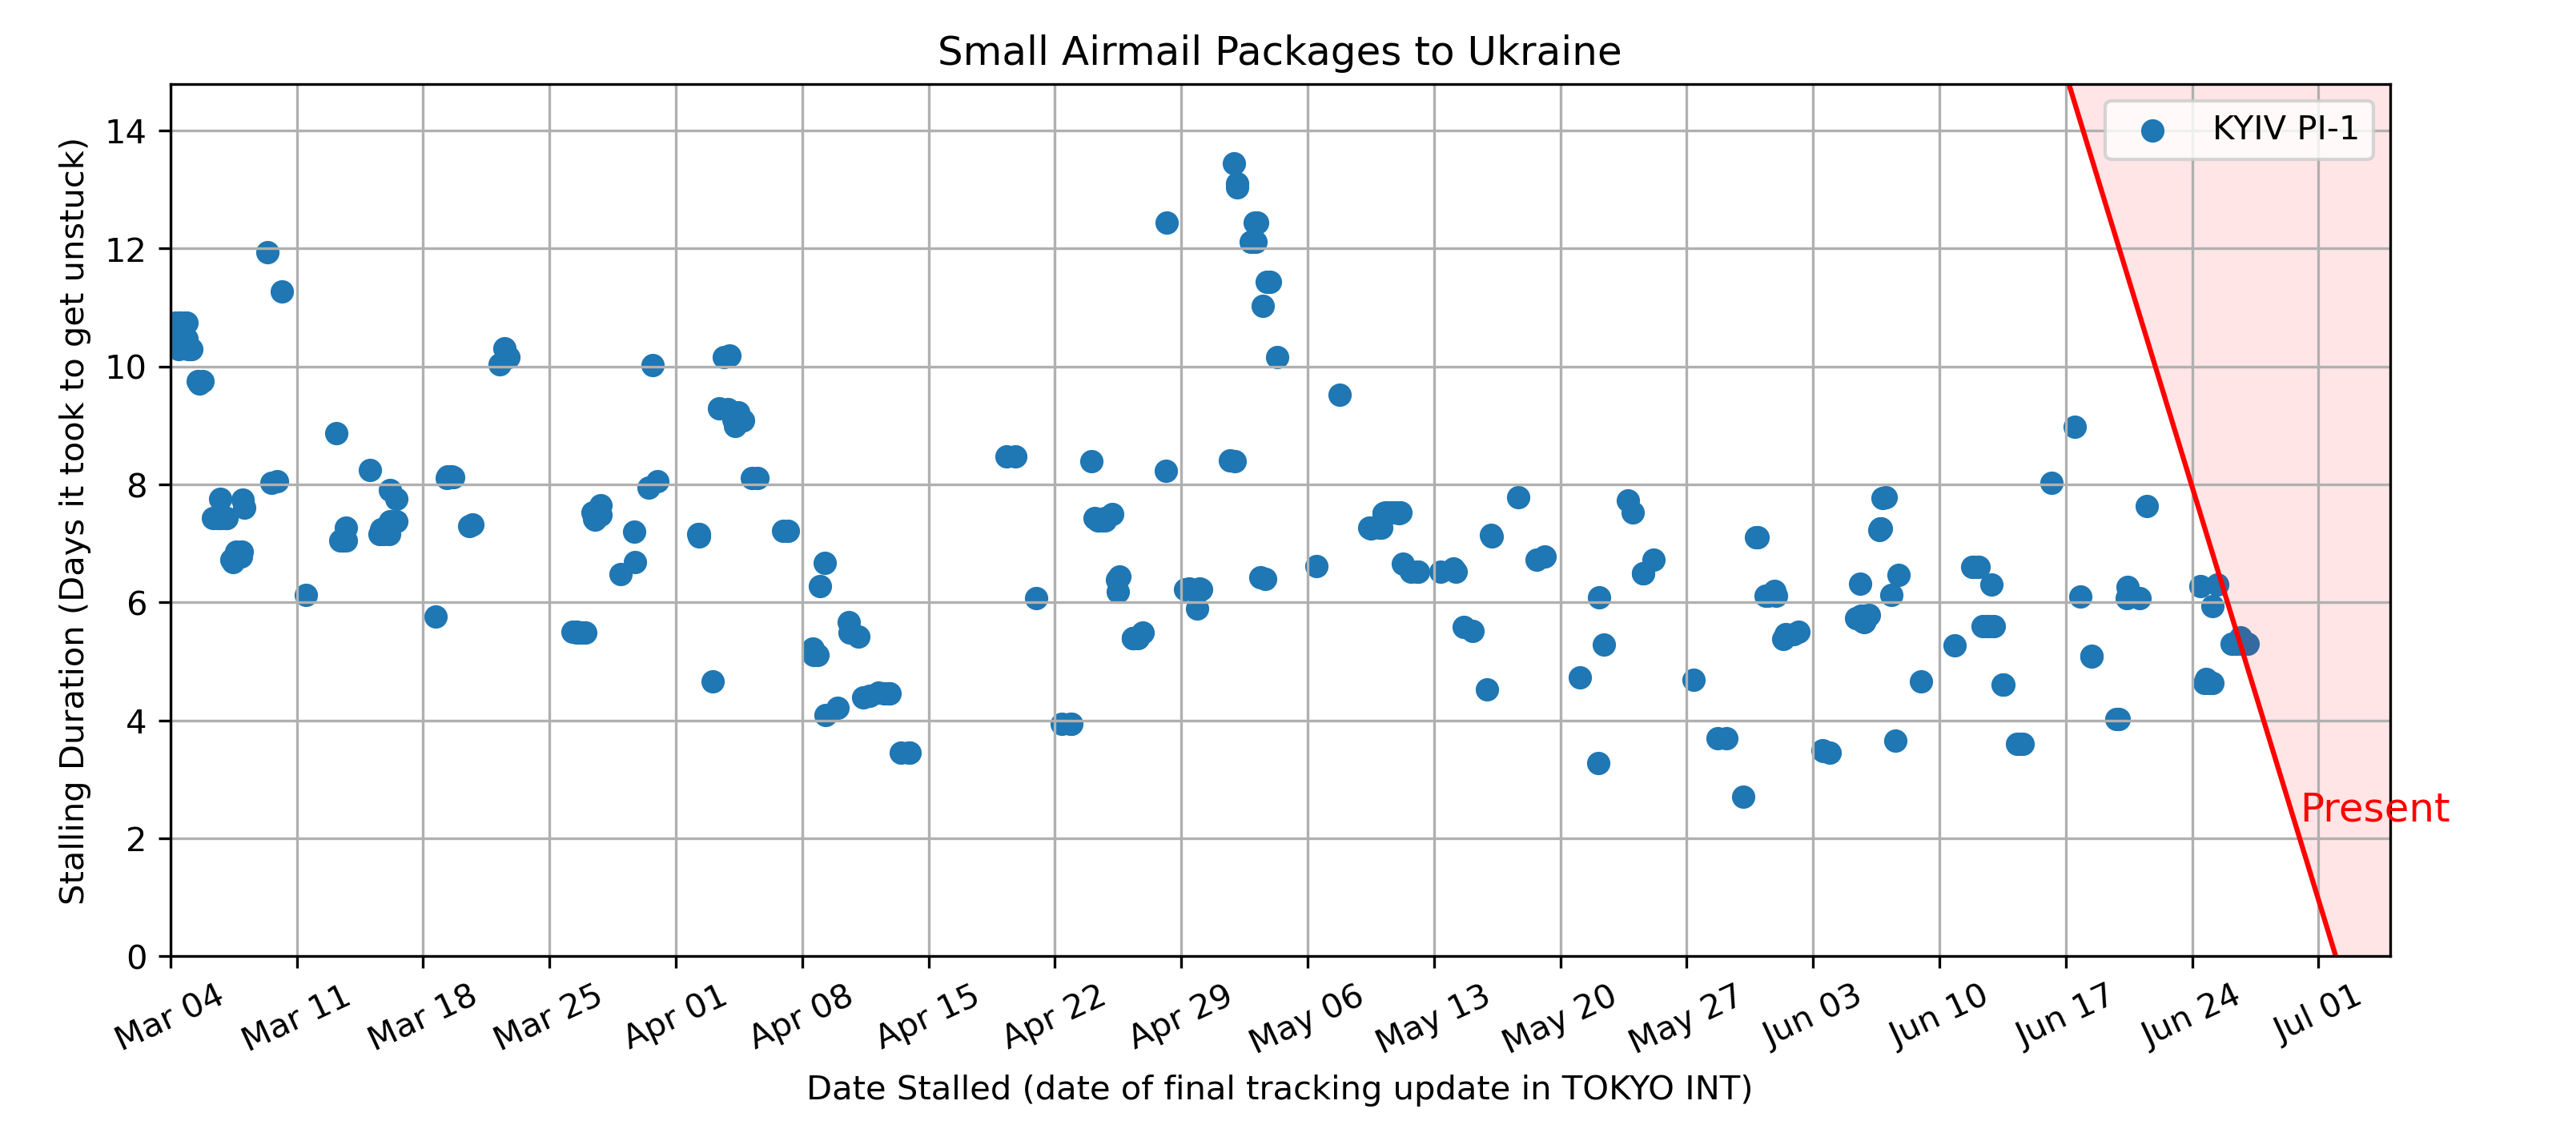 Small Airmail Packages to Ukraine
Stalling Duration (Days it took to get unstuck)
14
12
10
8
6
4
2
0
KYIV PI-1
Present
Mar 04
Mar 11
Mar 18
Mar 25
Apr 01
Apr 08
Apr 15
Apr 22
Apr 29
May 06
May 13
May 20
May 27
Jun 03
Jun 10
Jun 17
Jun 24
Jul 01
Date Stalled (date of final tracking update in TOKYO INT)